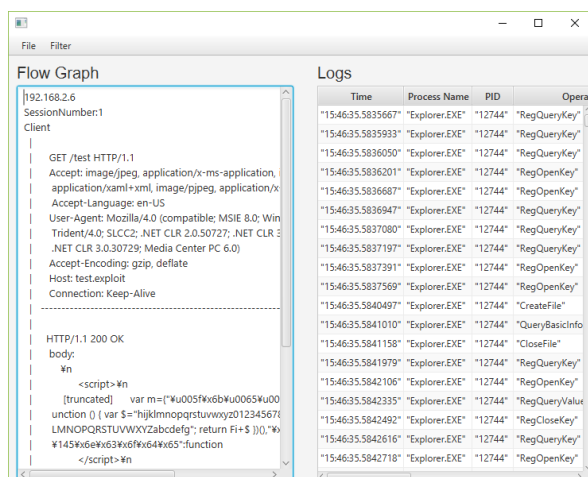 File Filter
Flow Graph
192.168.2.6
SessionNumber:1
Client
|
| GET /test HTTP/1.1
| Accept: image/jpeg, application/x-ms-application,
| application/xaml+xml, image/pjpeg, application/x
| Accept-Language: en-US
| User-Agent: Mozilla/4.0 (compatible; MSIE 8.0; Win
| Trident/4.0; SLCC2; .NET CLR 2.0.50727; .NET CLR 3
| .NET CLR 3.0.30729; Media Center PC 6.0)
| Accept-Encoding: gzip, deflate
| Host: test.exploit
| Connection: Keep-Alive
| ------------------------------------------------------------
|
| HTTP/1.1 200 OK
| body:
| ¥n
| <script>¥n
| [truncated] var m=("¥u005f¥x6b¥u0065¥u00
| unction () { var $="hijklmnopqrstuvwxyz012345678
| LMNOPQRSTUVWXYZabcdefg"; return Fi+$ })(),"¥x
| ¥145¥x6e¥x63¥x6f¥x64¥x65":function
| </script>¥n
Logs
Time Process Name PID Opera
"15:46:35.5835667" "Explorer.EXE" "12744" "RegQueryKey"
"15:46:35.5835933" "Explorer.EXE" "12744" "RegQueryKey"
"15:46:35.5836050" "Explorer.EXE" "12744" "RegQueryKey"
"15:46:35.5836201" "Explorer.EXE" "12744" "RegOpenKey"
"15:46:35.5836687" "Explorer.EXE" "12744" "RegOpenKey"
"15:46:35.5836947" "Explorer.EXE" "12744" "RegQueryKey"
"15:46:35.5837080" "Explorer.EXE" "12744" "RegQueryKey"
"15:46:35.5837197" "Explorer.EXE" "12744" "RegQueryKey"
"15:46:35.5837391" "Explorer.EXE" "12744" "RegOpenKey"
"15:46:35.5837569" "Explorer.EXE" "12744" "RegOpenKey"
"15:46:35.5840497" "Explorer.EXE" "12744" "CreateFile"
"15:46:35.5841010" "Explorer.EXE" "12744" "QueryBasicInfo
"15:46:35.5841158" "Explorer.EXE" "12744" "CloseFile"
"15:46:35.5841979" "Explorer.EXE" "12744" "RegQueryKey"
"15:46:35.5842106" "Explorer.EXE" "12744" "RegOpenKey"
"15:46:35.5842335" "Explorer.EXE" "12744" "RegQueryValue
"15:46:35.5842492" "Explorer.EXE" "12744" "RegCloseKey"
"15:46:35.5842616" "Explorer.EXE" "12744" "RegQueryKey"
"15:46:35.5842718" "Explorer.EXE" "12744" "RegOpenKey"